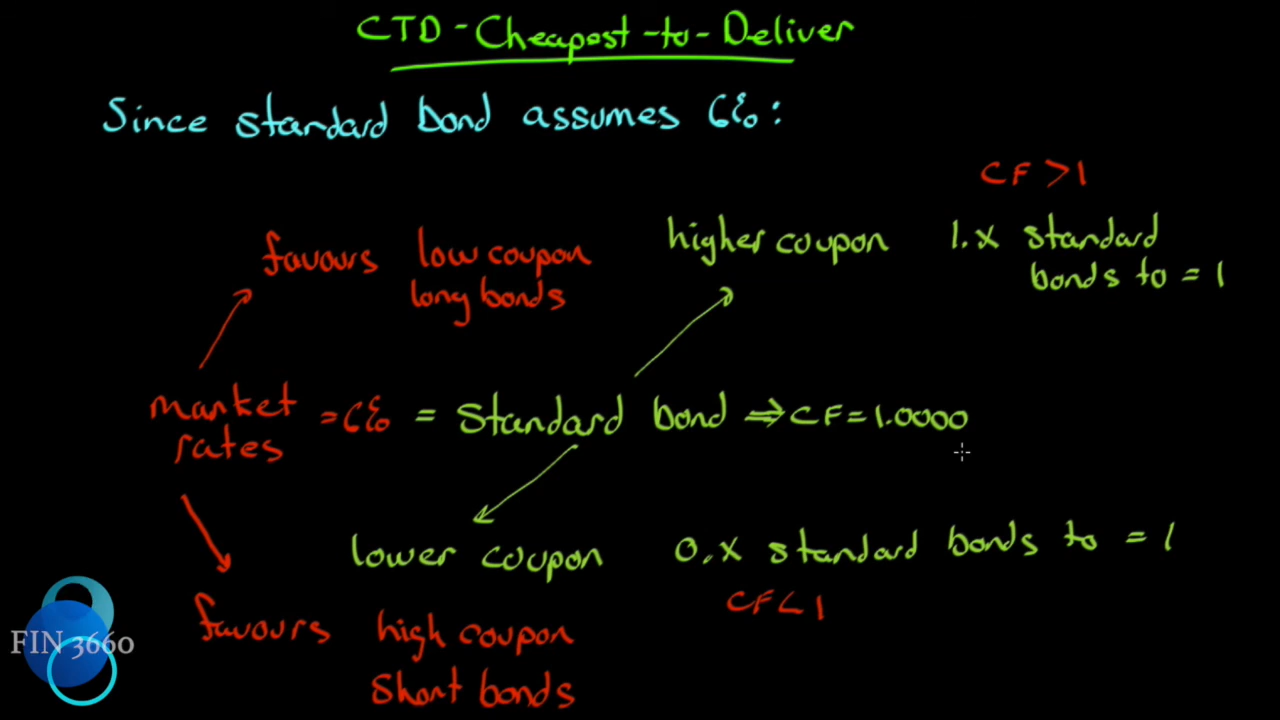 CTD - Cheapest-to-Deliver
Since standard bond assumes 6%:
CF > 1
favours low coupon
long bonds
higher coupon
1.x standard
bonds to = 1
market
rates
= 6% = Standard bond ⇒ CF = 1.0000
lower coupon
0.x standard bonds to = 1
CF < 1
favours high coupon
Short bonds
FIN 3660